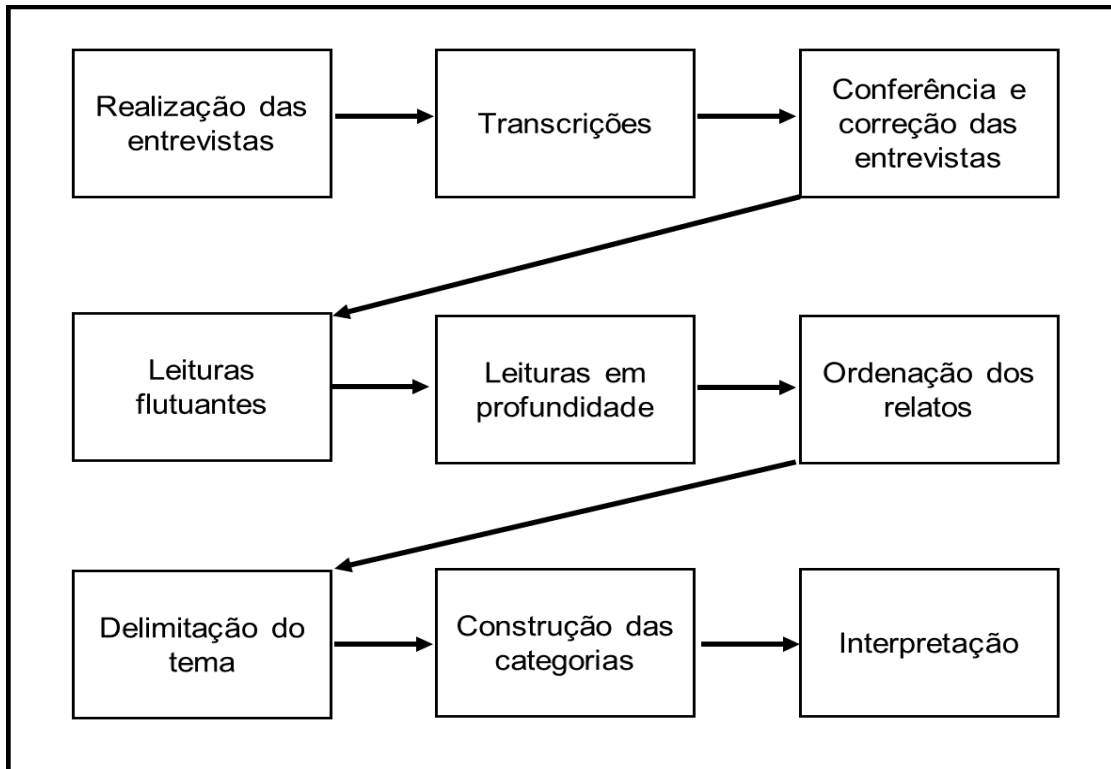 Realização das
entrevistas
Transcrições
Conferência e
correção das
entrevistas
Leituras
flutuantes
Leituras em
profundidade
Ordenação dos
relatos
Delimitação do
tema
Construção das
categorias
Interpretação